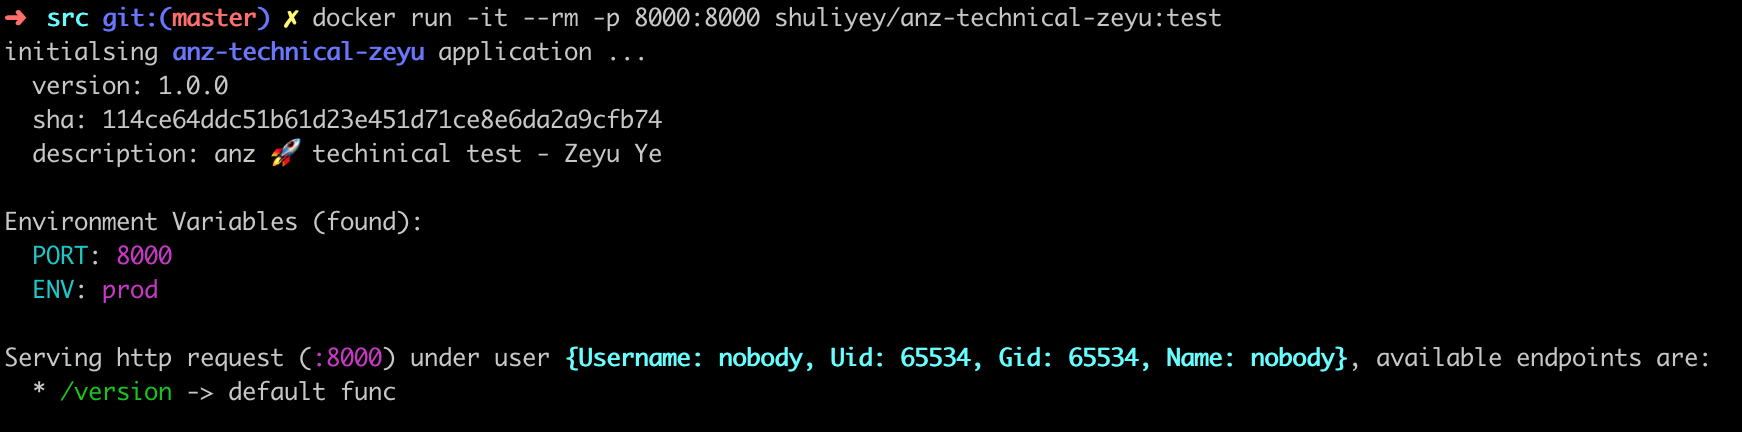 ➜ src git:(master) ✗ docker run -it --rm -p 8000:8000 shuliyey/anz-technical-zeyu:test
initialsing anz-technical-zeyu application ...
version: 1.0.0
sha: 114ce64ddc51b61d23e451d71ce8e6da2a9cfb74
description: anz 🚀 techinical test - Zeyu Ye
Environment Variables (found):
PORT: 8000
ENV: prod
Serving http request (:8000) under user {Username: nobody, Uid: 65534, Gid: 65534, Name: nobody}, available endpoints are:
* /version -> default func